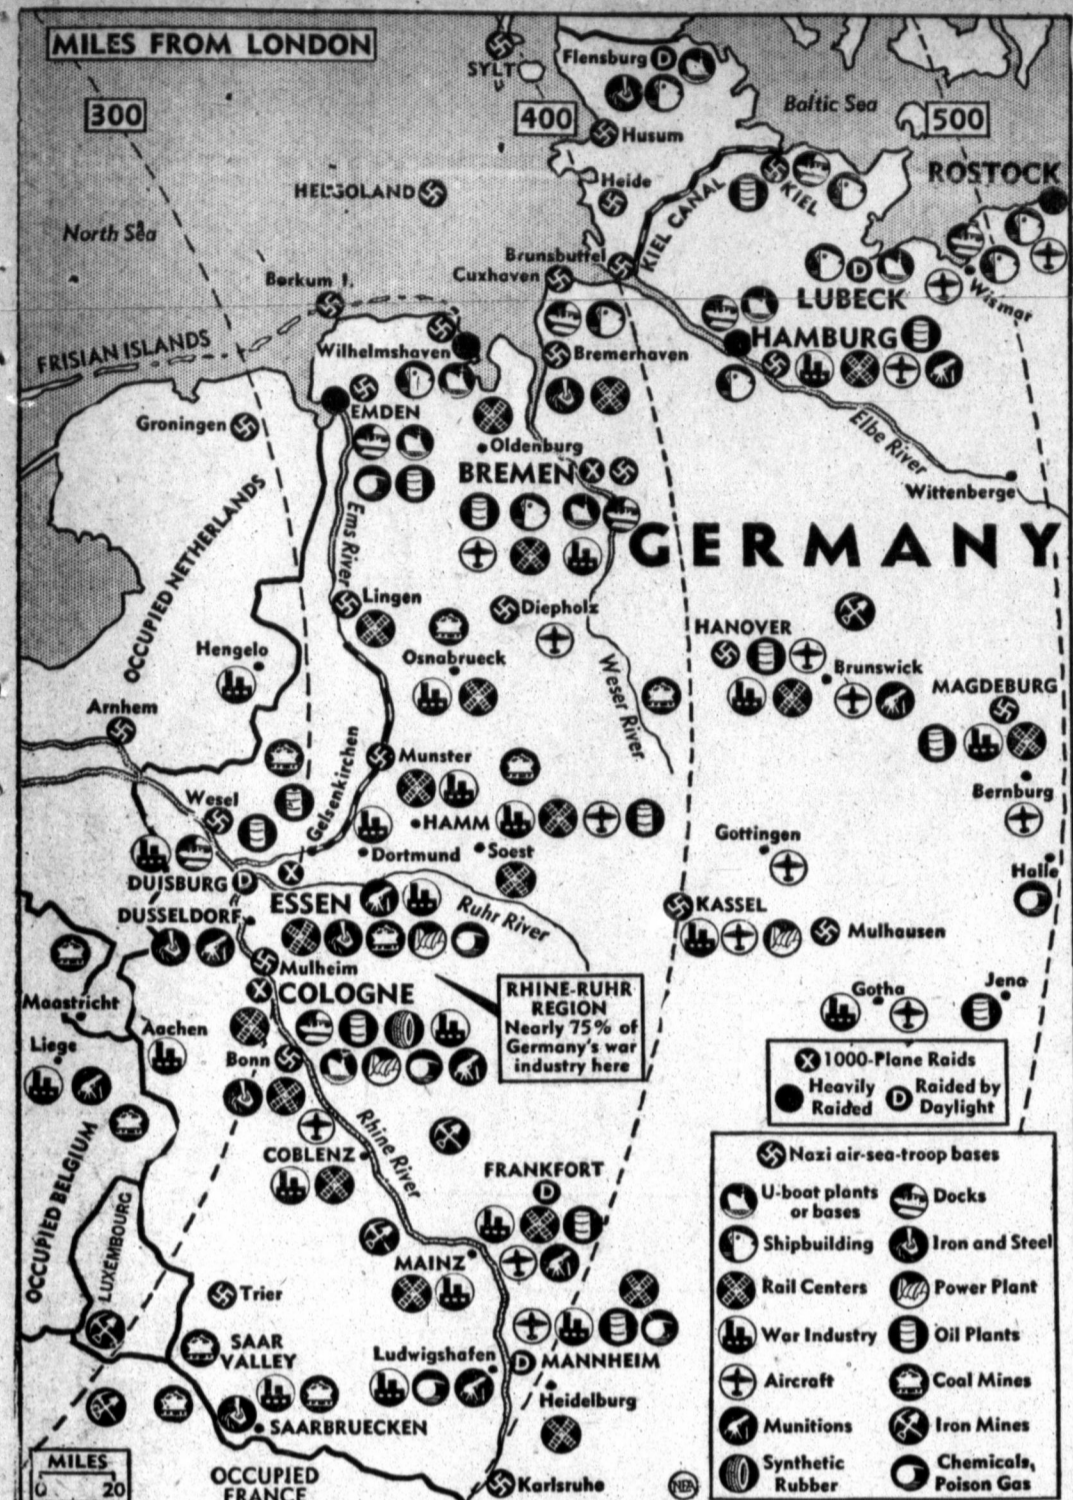 MILES FROM LONDON
300
400
500
SYLT
Flensburg D
Baltic Sea
Husum
ROSTOCK
HELGOLAND
Heide
KIEL CANAL
KIEL
North Sea
Brunsbuttel
Cuxhaven
Borkum I.
D
LUBECK
Wismar
FRISIAN ISLANDS
HAMBURG
Wilhelmshaven
Bremerhaven
EMDEN
Groningen
Oldenburg
Elbe River
BREMEN X
Wittenberge
OCCUPIED NETHERLANDS
Ems River
GERMANY
Lingen
Diepholz
HANOVER
Hengelo
Osnabrueck
Weser River
Brunswick
MAGDEBURG
Arnhem
Munster
Gelsenkirchen
Bernburg
Wesel
HAMM
Gottingen
Dortmund
Soest
Halle
DUISBURG D
X
ESSEN
Ruhr River
KASSEL
DUSSELDORF
Mulhausen
Mulheim
X COLOGNE
RHINE-RUHR
REGION
Nearly 75% of
Germany's war
industry here
Maastricht
Gotha
Jena
Aachen
Liege
Bonn
X 1000-Plane Raids
Heavily
Raided
D Raided by
Daylight
Rhine River
OCCUPIED BELGIUM
COBLENZ
FRANKFORT
D
LUXEMBOURG
MAINZ
Trier
SAAR
VALLEY
Ludwigshafen
D MANNHEIM
Heidelburg
SAARBRUECKEN
Nazi air-sea-troop bases
U-boat plants
or bases
Docks
Shipbuilding
Iron and Steel
Rail Centers
Power Plant
War Industry
Oil Plants
Aircraft
Coal Mines
Munitions
Iron Mines
Synthetic
Rubber
Chemicals,
Poison Gas
MILES
0 20
OCCUPIED
FRANCE
Karlsruhe
NEA